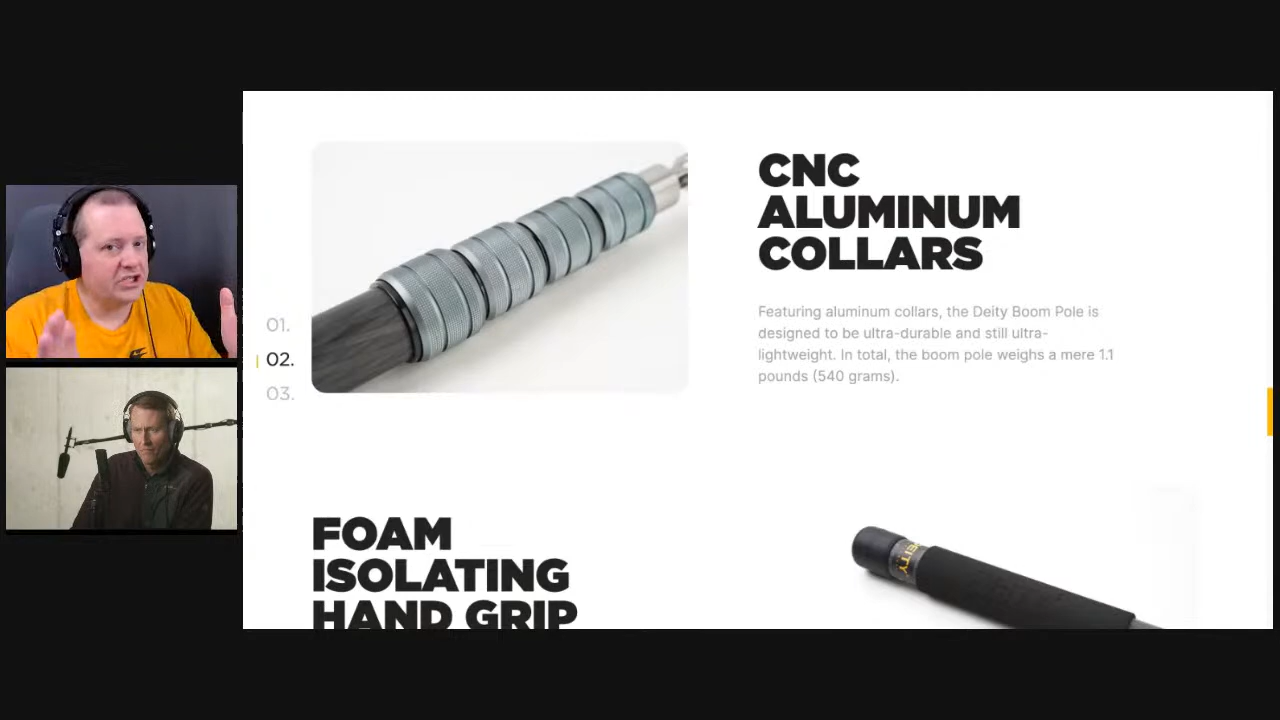 CNC
ALUMINUM
COLLARS
Featuring aluminum collars, the Deity Boom Pole is
designed to be ultra-durable and still ultra-
lightweight. In total, the boom pole weighs a mere 1.1
pounds (540 grams).
01.
02.
03.
FOAM
ISOLATING
HAND GRIP
DEITY